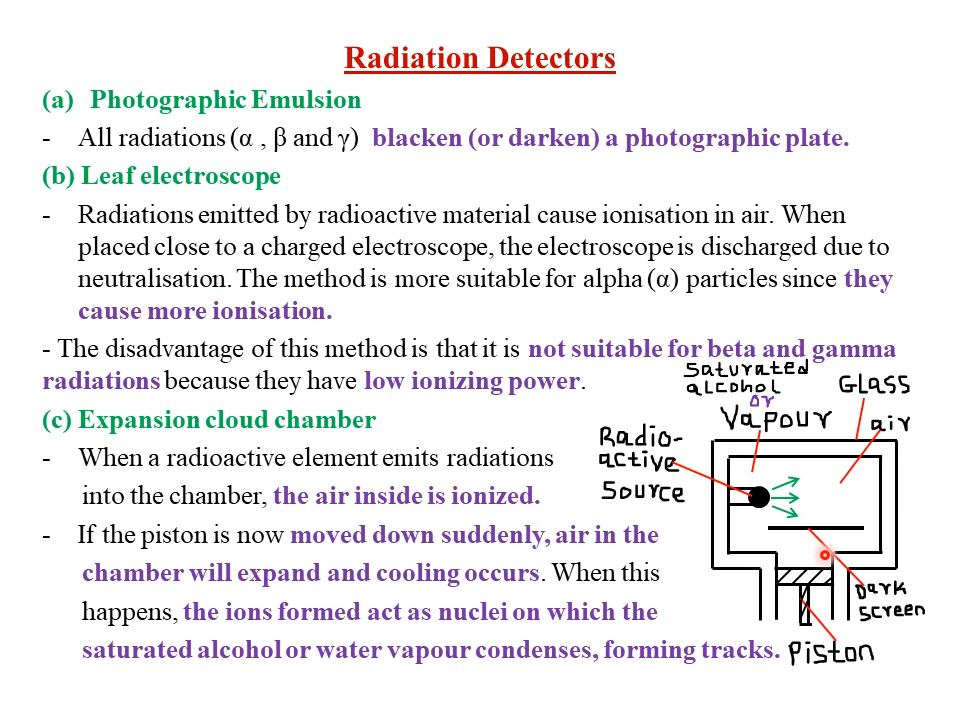 Radiation Detectors
(a) Photographic Emulsion
- All radiations (α , β and γ) blacken (or darken) a photographic plate.
(b) Leaf electroscope
- Radiations emitted by radioactive material cause ionisation in air. When
placed close to a charged electroscope, the electroscope is discharged due to
neutralisation. The method is more suitable for alpha (α) particles since they
cause more ionisation.
- The disadvantage of this method is that it is not suitable for beta and gamma
radiations because they have low ionizing power.
(c) Expansion cloud chamber
- When a radioactive element emits radiations
into the chamber, the air inside is ionized.
- If the piston is now moved down suddenly, air in the
chamber will expand and cooling occurs. When this
happens, the ions formed act as nuclei on which the
saturated alcohol or water vapour condenses, forming tracks.
Saturated
alcohol
or
Vapour
Glass
air
Radio-
active
Source
Dark
Screen
Piston